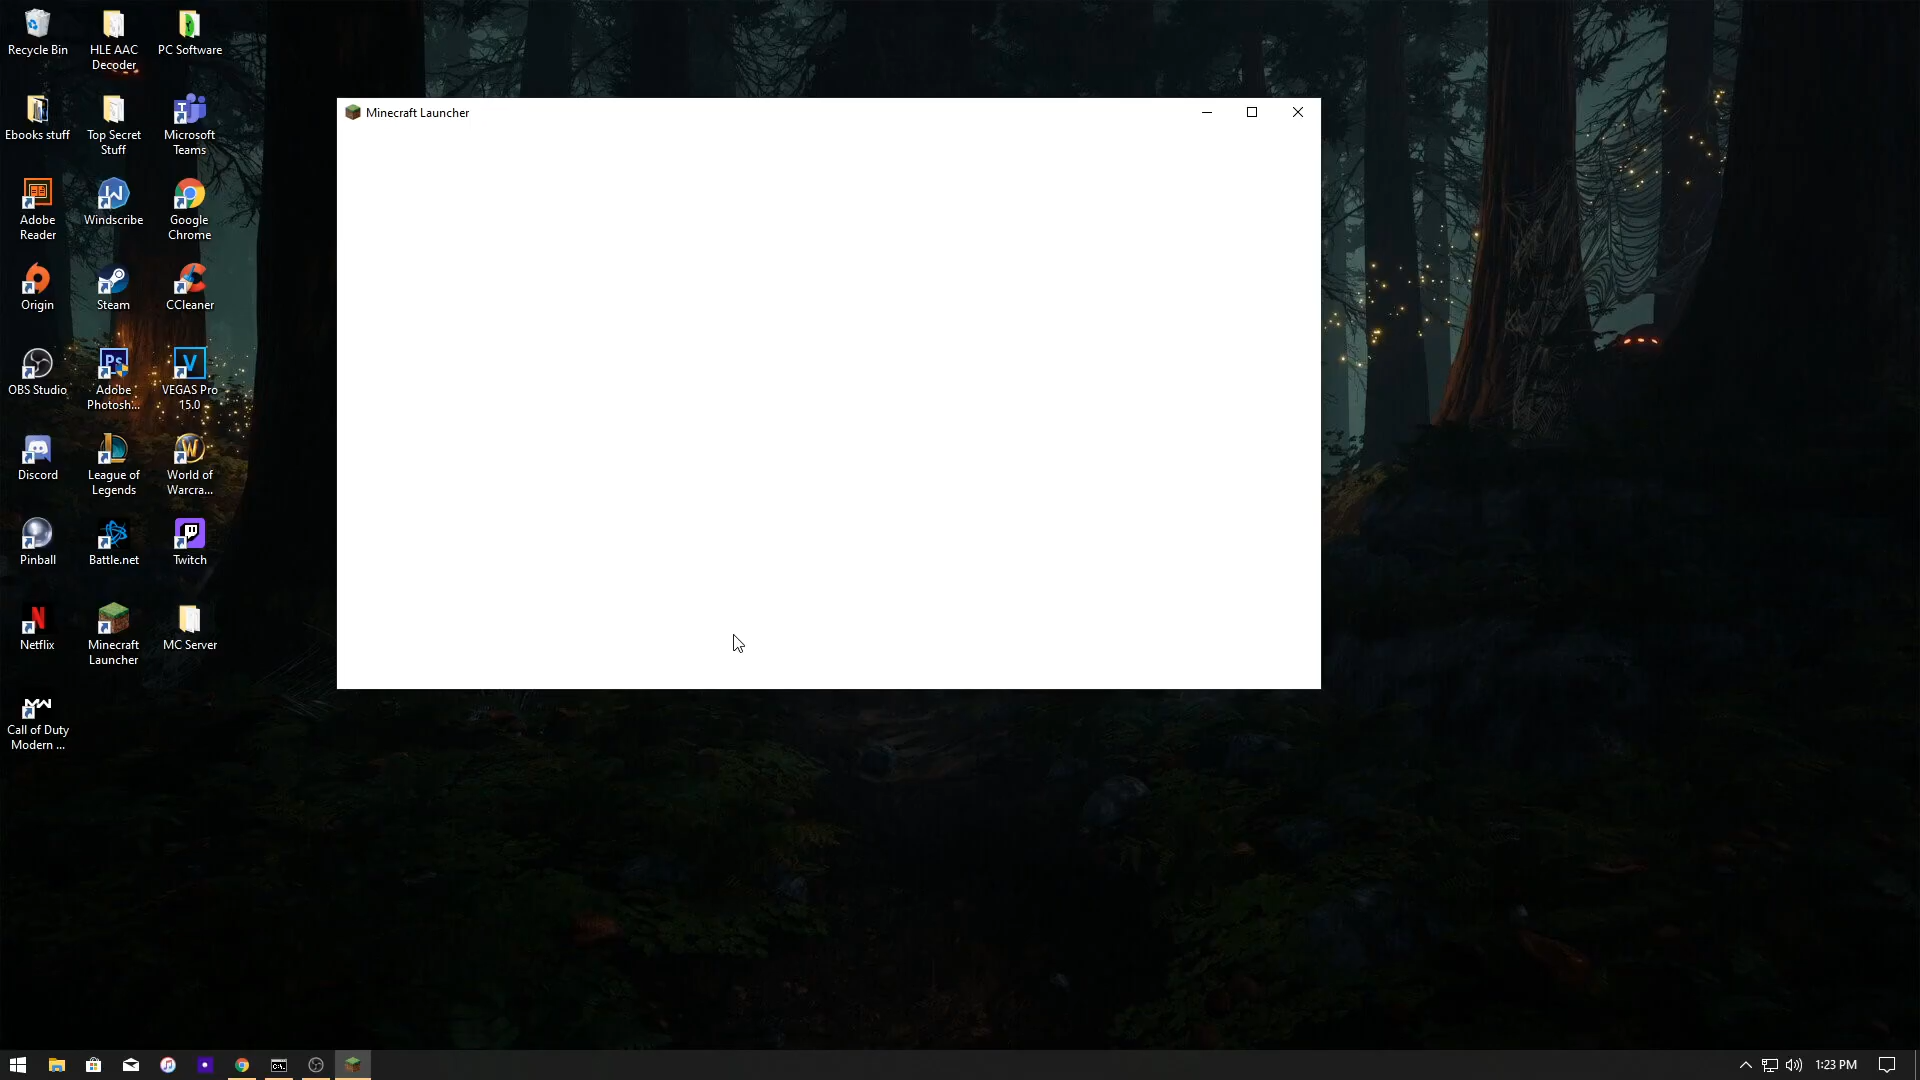 Recycle Bin
HLE AAC
Decoder
PC Software
Ebooks stuff
Top Secret
Stuff
Microsoft
Teams
Adobe
Reader
Windscribe
Google
Chrome
Origin
Steam
CCleaner
OBS Studio
Adobe
Photosh...
VEGAS Pro
15.0
Discord
League of
Legends
World of
Warcra...
Pinball
Battle.net
Twitch
Netflix
Minecraft
Launcher
MC Server
Call of Duty
Modern ...
Minecraft Launcher
1:23 PM